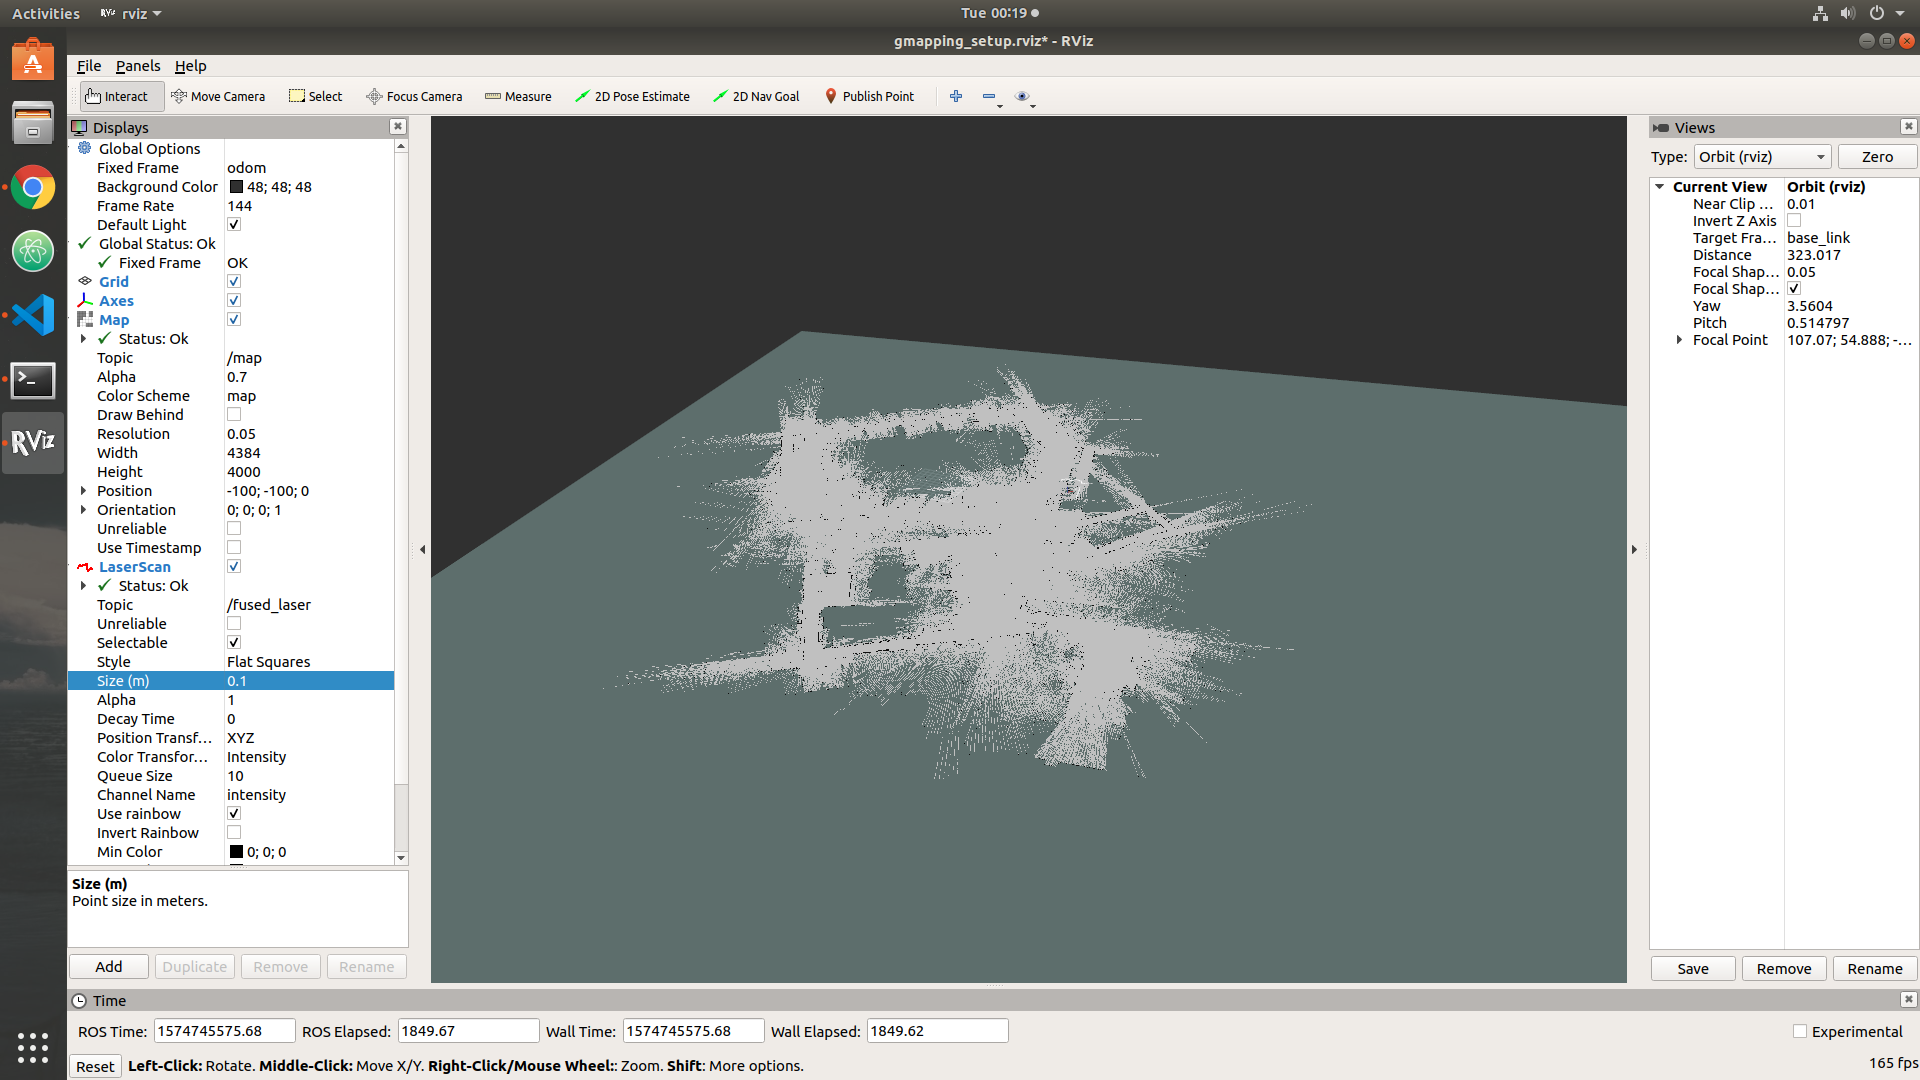 Activities
RViz rviz
Tue 00:19
gmapping_setup.rviz* - RViz
File Panels Help
Interact Move Camera Select Focus Camera Measure 2D Pose Estimate 2D Nav Goal Publish Point
Displays
Global Options
Fixed Frame odom
Background Color 48; 48; 48
Frame Rate 144
Default Light
Global Status: Ok
Fixed Frame OK
Grid
Axes
Map
Status: Ok
Topic /map
Alpha 0.7
Color Scheme map
Draw Behind
Resolution 0.05
Width 4384
Height 4000
Position -100; -100; 0
Orientation 0; 0; 0; 1
Unreliable
Use Timestamp
LaserScan
Status: Ok
Topic /fused_laser
Unreliable
Selectable
Style Flat Squares
Size (m) 0.1
Alpha 1
Decay Time 0
Position Transf... XYZ
Color Transfor... Intensity
Queue Size 10
Channel Name intensity
Use rainbow
Invert Rainbow
Min Color 0; 0; 0
Size (m)
Point size in meters.
Add Duplicate Remove Rename
RViz
Views
Type: Orbit (rviz) Zero
Current View Orbit (rviz)
Near Clip ... 0.01
Invert Z Axis
Target Fra... base_link
Distance 323.017
Focal Shap... 0.05
Focal Shap...
Yaw 3.5604
Pitch 0.514797
Focal Point 107.07; 54.888; -...
Save Remove Rename
Time
ROS Time: 1574745575.68 ROS Elapsed: 1849.67 Wall Time: 1574745575.68 Wall Elapsed: 1849.62 Experimental
Reset Left-Click: Rotate. Middle-Click: Move X/Y. Right-Click/Mouse Wheel:: Zoom. Shift: More options. 165 fps